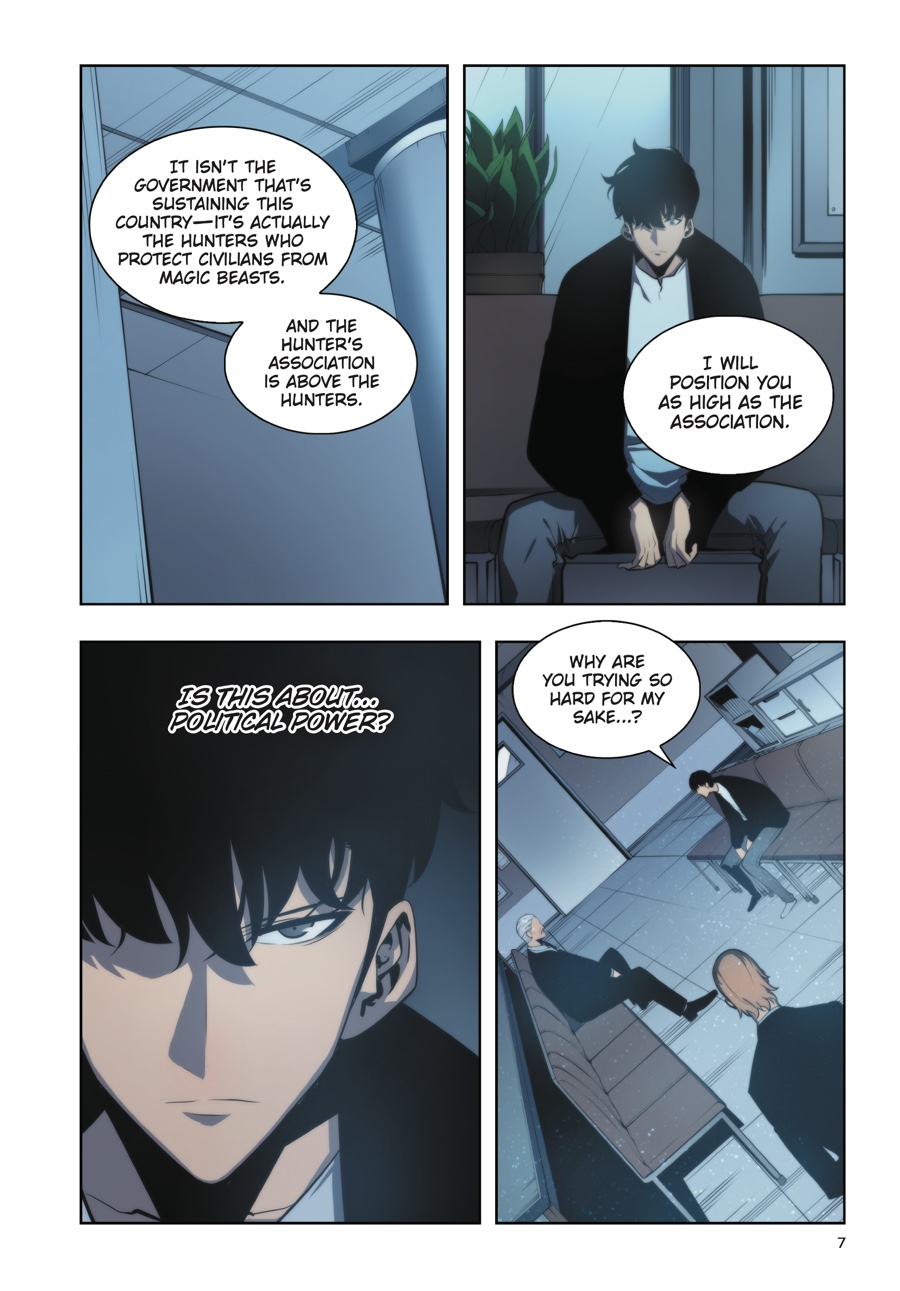 IT ISN'T THE
GOVERNMENT THAT'S
SUSTAINING THIS
COUNTRY—IT'S ACTUALLY
THE HUNTERS WHO
PROTECT CIVILIANS FROM
MAGIC BEASTS.
AND THE
HUNTER'S
ASSOCIATION
IS ABOVE THE
HUNTERS.
I WILL
POSITION YOU
AS HIGH AS THE
ASSOCIATION.
IS THIS ABOUT...
POLITICAL POWER?
WHY ARE
YOU TRYING SO
HARD FOR MY
SAKE...?
7